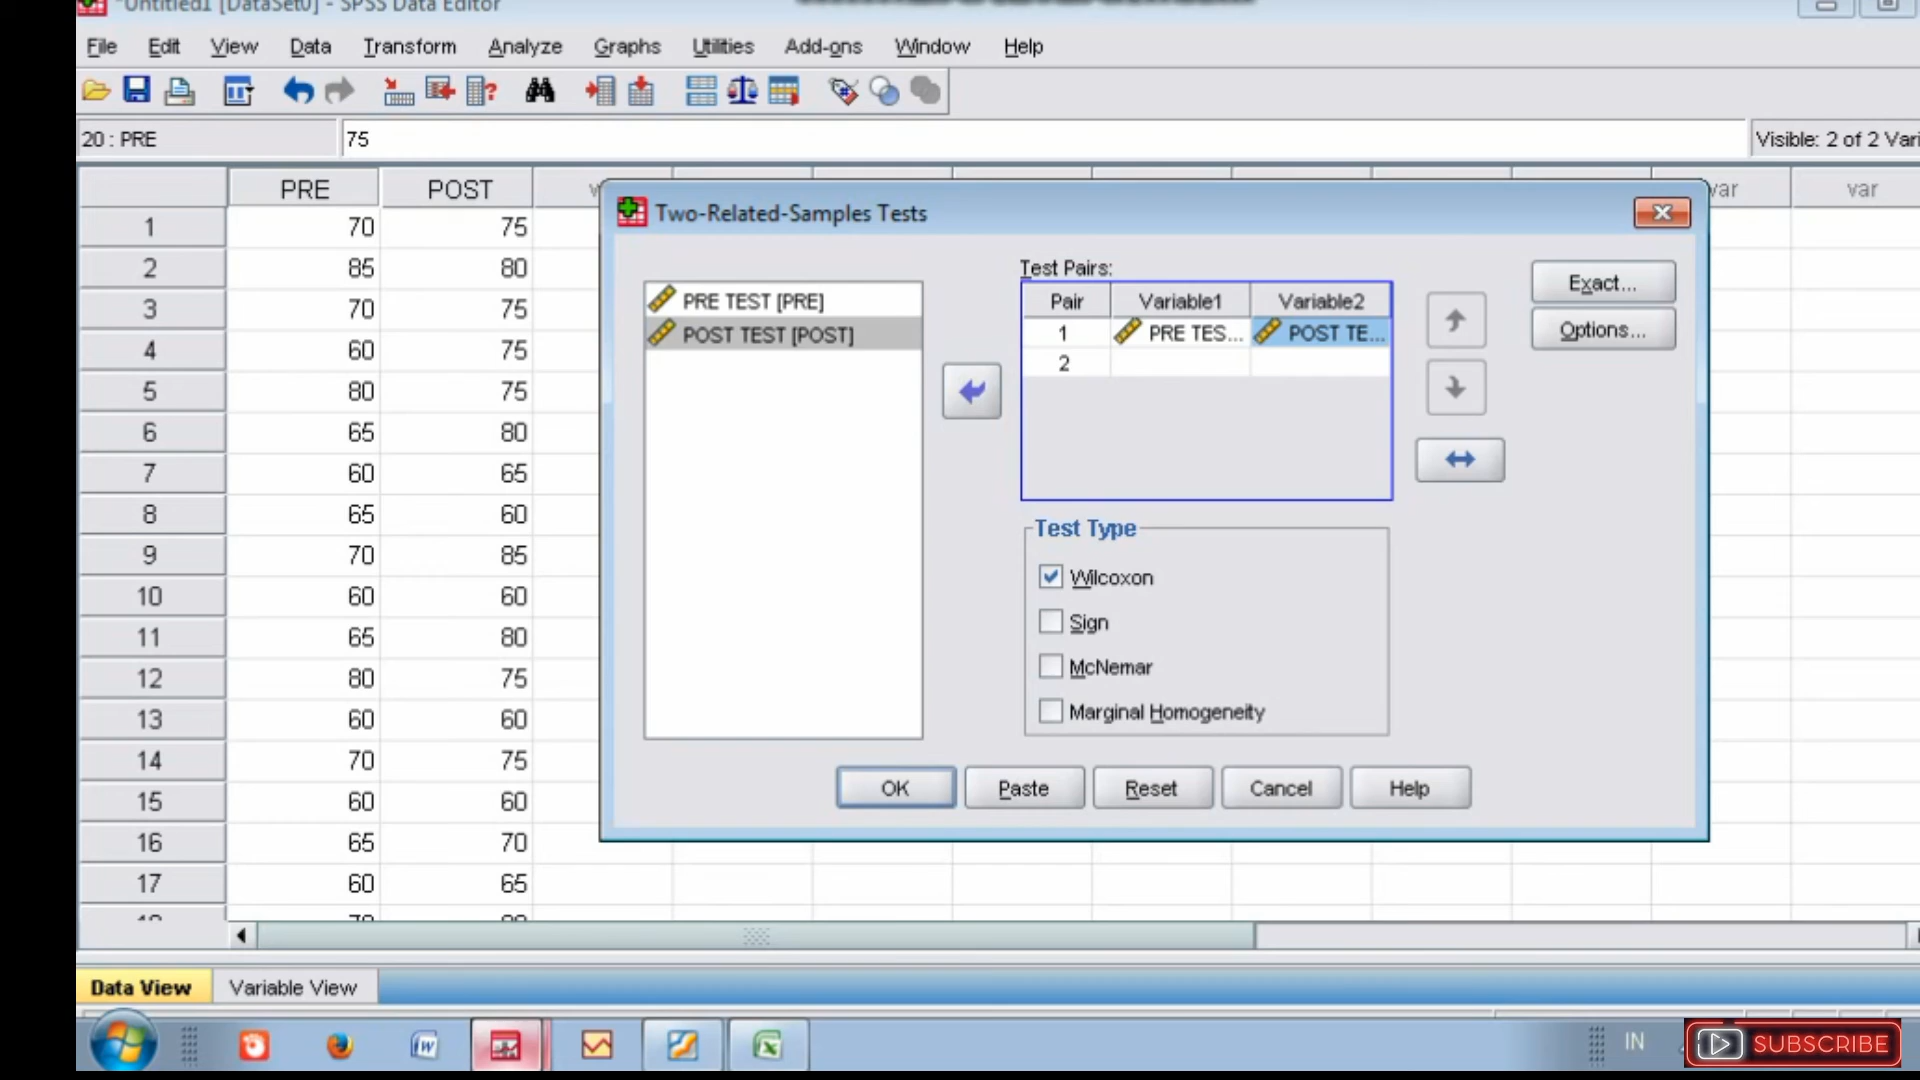 *Untitled1 [DataSet0] - SPSS Data Editor
File Edit View Data Transform Analyze Graphs Utilities Add-ons Window Help
20 : PRE 75 Visible: 2 of 2 Vari
PRE POST var var
1 70 75
2 85 80
3 70 75
4 60 75
5 80 75
6 65 80
7 60 65
8 65 60
9 70 85
10 60 60
11 65 80
12 80 75
13 60 60
14 70 75
15 60 60
16 65 70
17 60 65
Two-Related-Samples Tests
PRE TEST [PRE]
POST TEST [POST]
Test Pairs:
Pair Variable1 Variable2
1 PRE TES... POST TE...
2
Exact...
Options...
Test Type
Wilcoxon
Sign
McNemar
Marginal Homogeneity
OK Paste Reset Cancel Help
Data View Variable View
IN
SUBSCRIBE